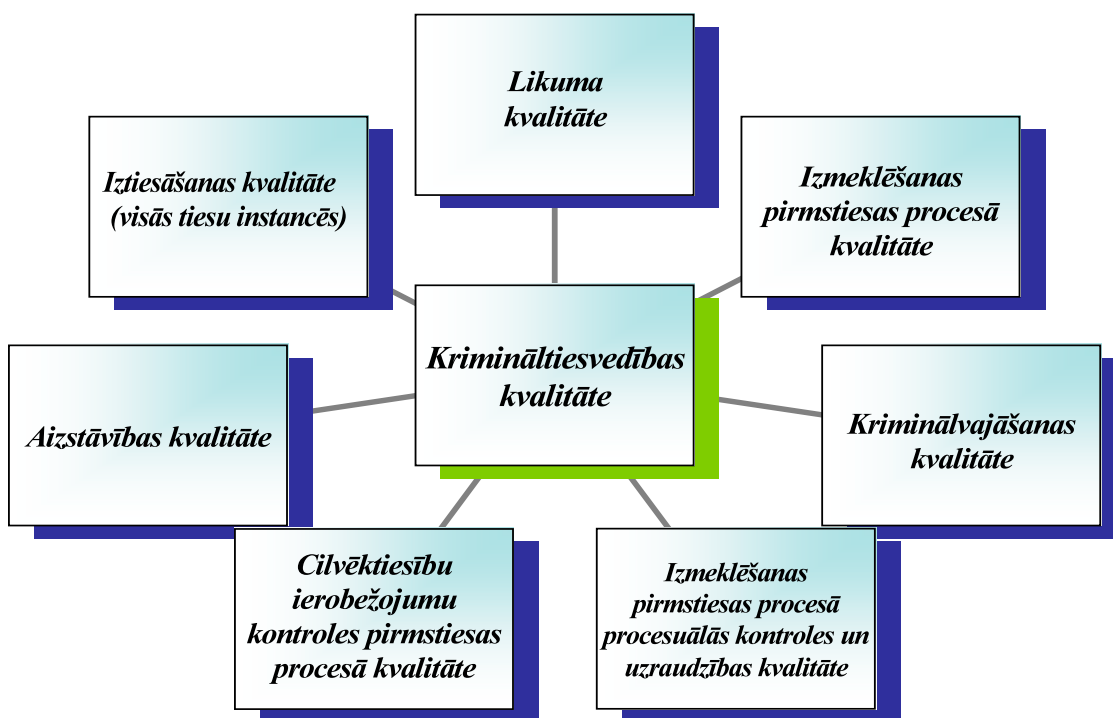 Likuma
kvalitāte
Iztiesāšanas kvalitāte
(visās tiesu instancēs)
Izmeklēšanas
pirmstiesas procesā
kvalitāte
Krimināltiesvedības
kvalitāte
Aizstāvības kvalitāte
Kriminālvajāšanas
kvalitāte
Cilvēktiesību
ierobežojumu
kontroles pirmstiesas
procesā kvalitāte
Izmeklēšanas
pirmstiesas procesā
procesuālās kontroles un
uzraudzības kvalitāte